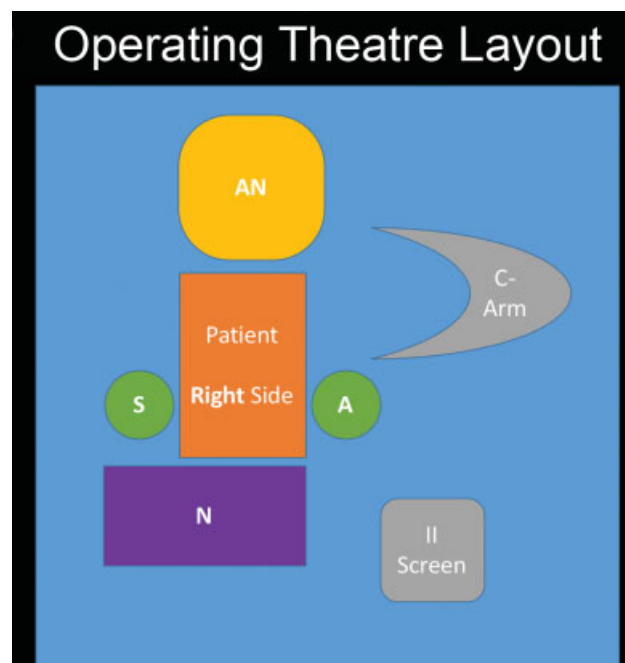 Operating Theatre Layout
AN
C-
Arm
Patient
Right Side
S
A
N
II
Screen